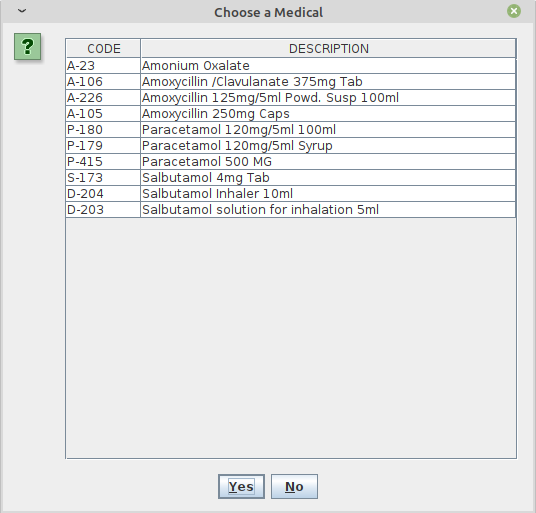 Choose a Medical
?
CODE DESCRIPTION
A-23 Amonium Oxalate
A-106 Amoxycillin /Clavulanate 375mg Tab
A-226 Amoxycillin 125mg/5ml Powd. Susp 100ml
A-105 Amoxycillin 250mg Caps
P-180 Paracetamol 120mg/5ml 100ml
P-179 Paracetamol 120mg/5ml Syrup
P-415 Paracetamol 500 MG
S-173 Salbutamol 4mg Tab
D-204 Salbutamol Inhaler 10ml
D-203 Salbutamol solution for inhalation 5ml
Yes No